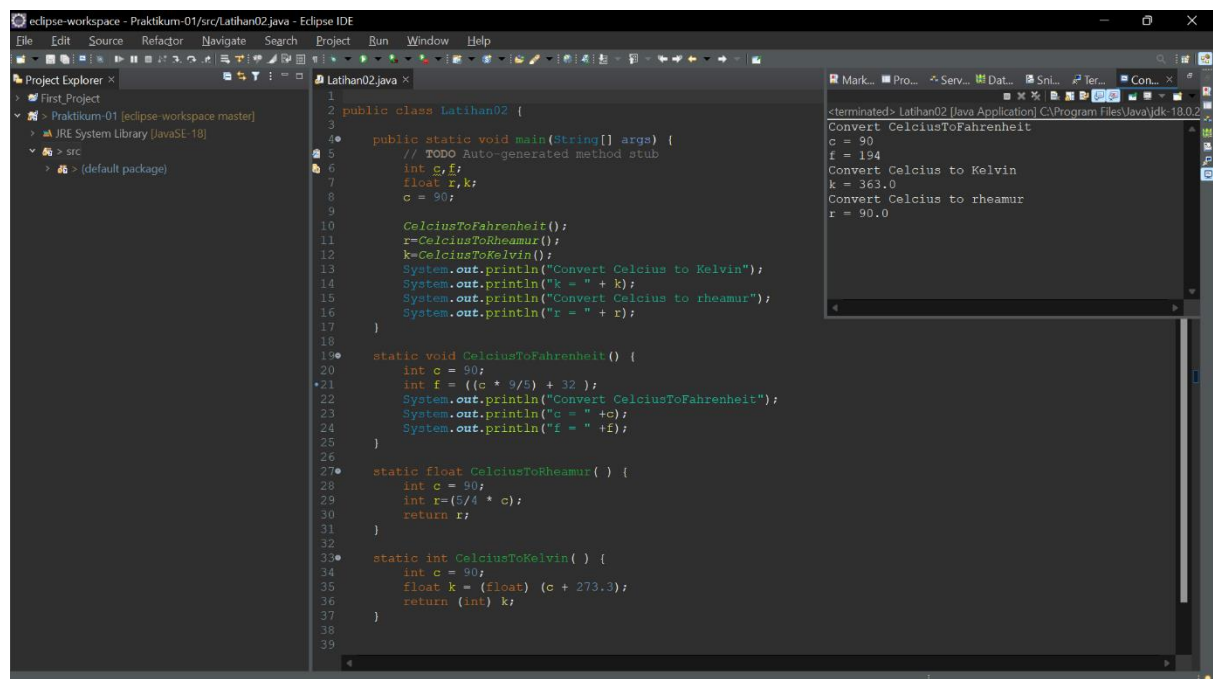 eclipse-workspace - Praktikum-01/src/Latihan02.java - Eclipse IDE
File Edit Source Refactor Navigate Search Project Run Window Help
Project Explorer ×
First_Project
> Praktikum-01 [eclipse-workspace master]
JRE System Library [JavaSE-18]
> src
> (default package)
Latihan02.java ×
1
2 public class Latihan02 {
3
4 public static void main(String[] args) {
5 // TODO Auto-generated method stub
6 int c,f;
7 float r,k;
8 c = 90;
9
10 CelciusToFahrenheit();
11 r=CelciusToRheamur();
12 k=CelciusToKelvin();
13 System.out.println("Convert Celcius to Kelvin");
14 System.out.println("k = " + k);
15 System.out.println("Convert Celcius to rheamur");
16 System.out.println("r = " + r);
17 }
18
19 static void CelciusToFahrenheit() {
20 int c = 90;
21 int f = ((c * 9/5) + 32 );
22 System.out.println("Convert CelciusToFahrenheit");
23 System.out.println("c = " +c);
24 System.out.println("f = " +f);
25 }
26
27 static float CelciusToRheamur( ) {
28 int c = 90;
29 int r=(5/4 * c);
30 return r;
31 }
32
33 static int CelciusToKelvin( ) {
34 int c = 90;
35 float k = (float) (c + 273.3);
36 return (int) k;
37 }
38
39
Mark... Pro... Serv... Dat... Sni... Ter... Con... ×
<terminated> Latihan02 [Java Application] C:\Program Files\Java\jdk-18.0.2
Convert CelciusToFahrenheit
c = 90
f = 194
Convert Celcius to Kelvin
k = 363.0
Convert Celcius to rheamur
r = 90.0